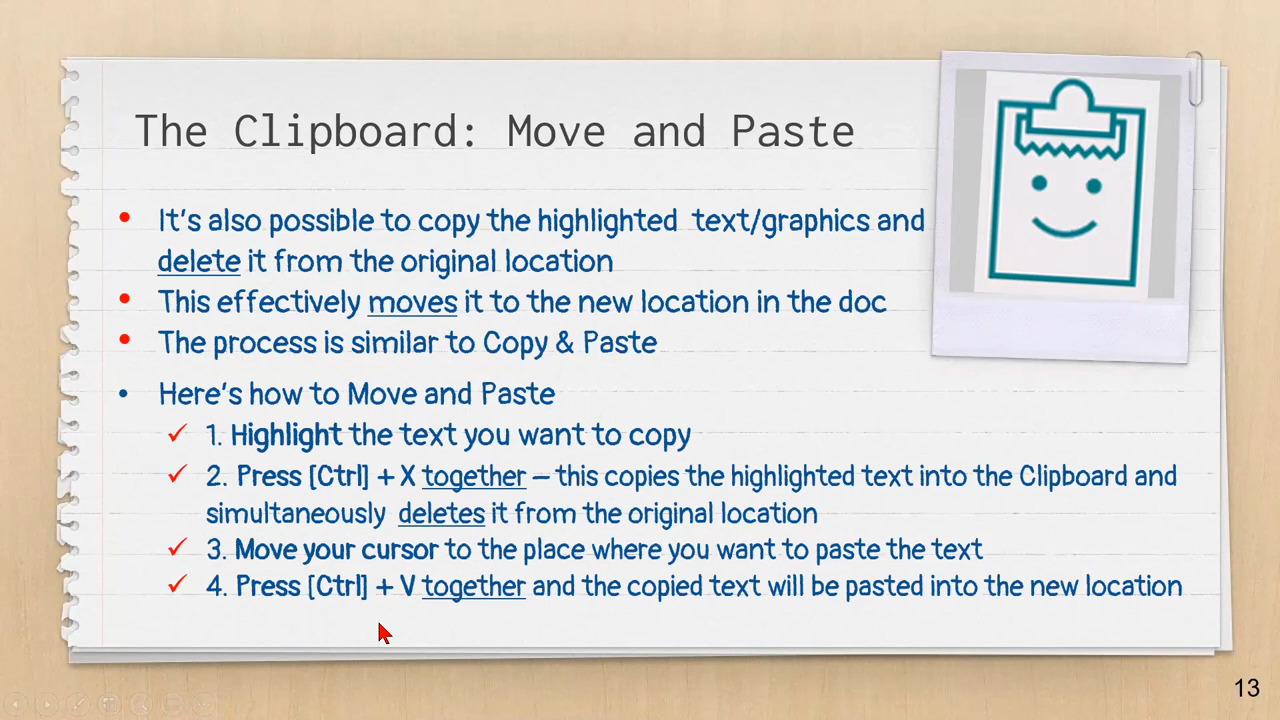 The Clipboard: Move and Paste
• It's also possible to copy the highlighted text/graphics and
delete it from the original location
• This effectively moves it to the new location in the doc
• The process is similar to Copy & Paste
• Here's how to Move and Paste
✓ 1. Highlight the text you want to copy
✓ 2. Press [Ctrl] + X together – this copies the highlighted text into the Clipboard and
simultaneously deletes it from the original location
✓ 3. Move your cursor to the place where you want to paste the text
✓ 4. Press [Ctrl] + V together and the copied text will be pasted into the new location
13